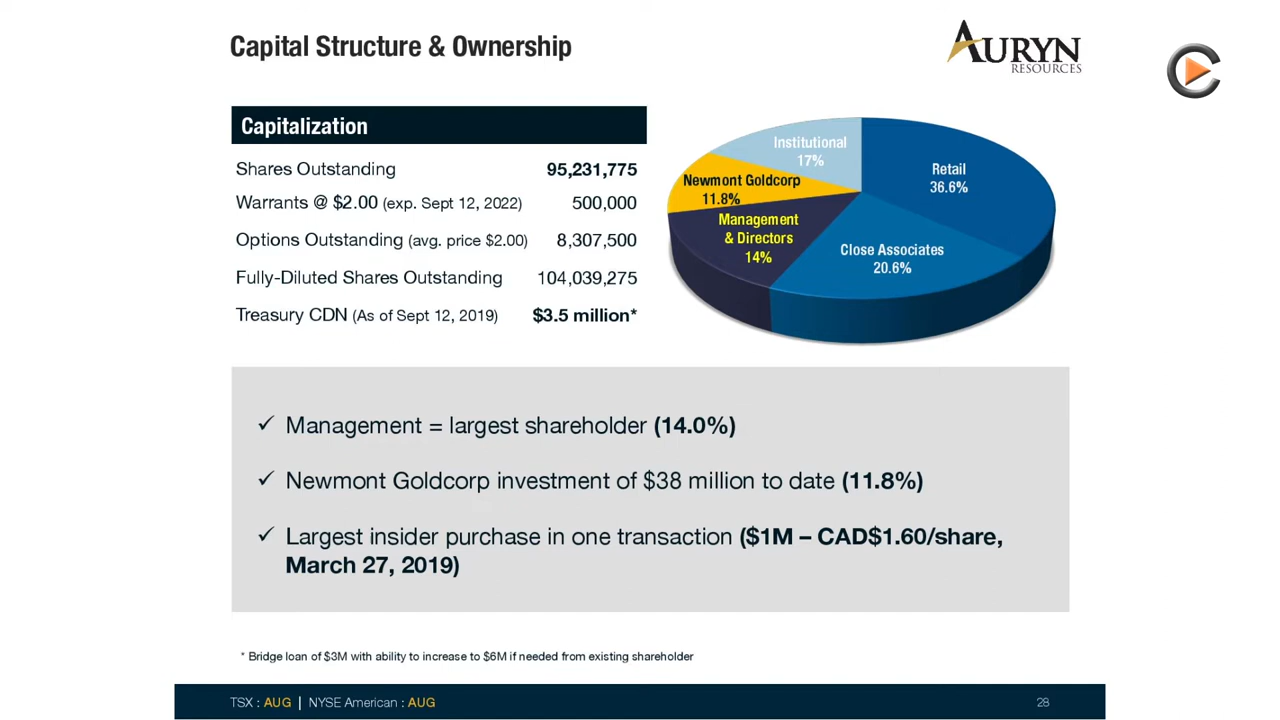 Capital Structure & Ownership
AURYN
RESOURCES
Capitalization
Shares Outstanding 95,231,775
Warrants @ $2.00 (exp. Sept 12, 2022) 500,000
Options Outstanding (avg. price $2.00) 8,307,500
Fully-Diluted Shares Outstanding 104,039,275
Treasury CDN (As of Sept 12, 2019) $3.5 million*
Institutional
17%
Retail
36.6%
Newmont Goldcorp
11.8%
Management
& Directors
14%
Close Associates
20.6%
✓ Management = largest shareholder (14.0%)
✓ Newmont Goldcorp investment of $38 million to date (11.8%)
✓ Largest insider purchase in one transaction ($1M – CAD$1.60/share,
March 27, 2019)
* Bridge loan of $3M with ability to increase to $6M if needed from existing shareholder
TSX : AUG | NYSE American : AUG
28